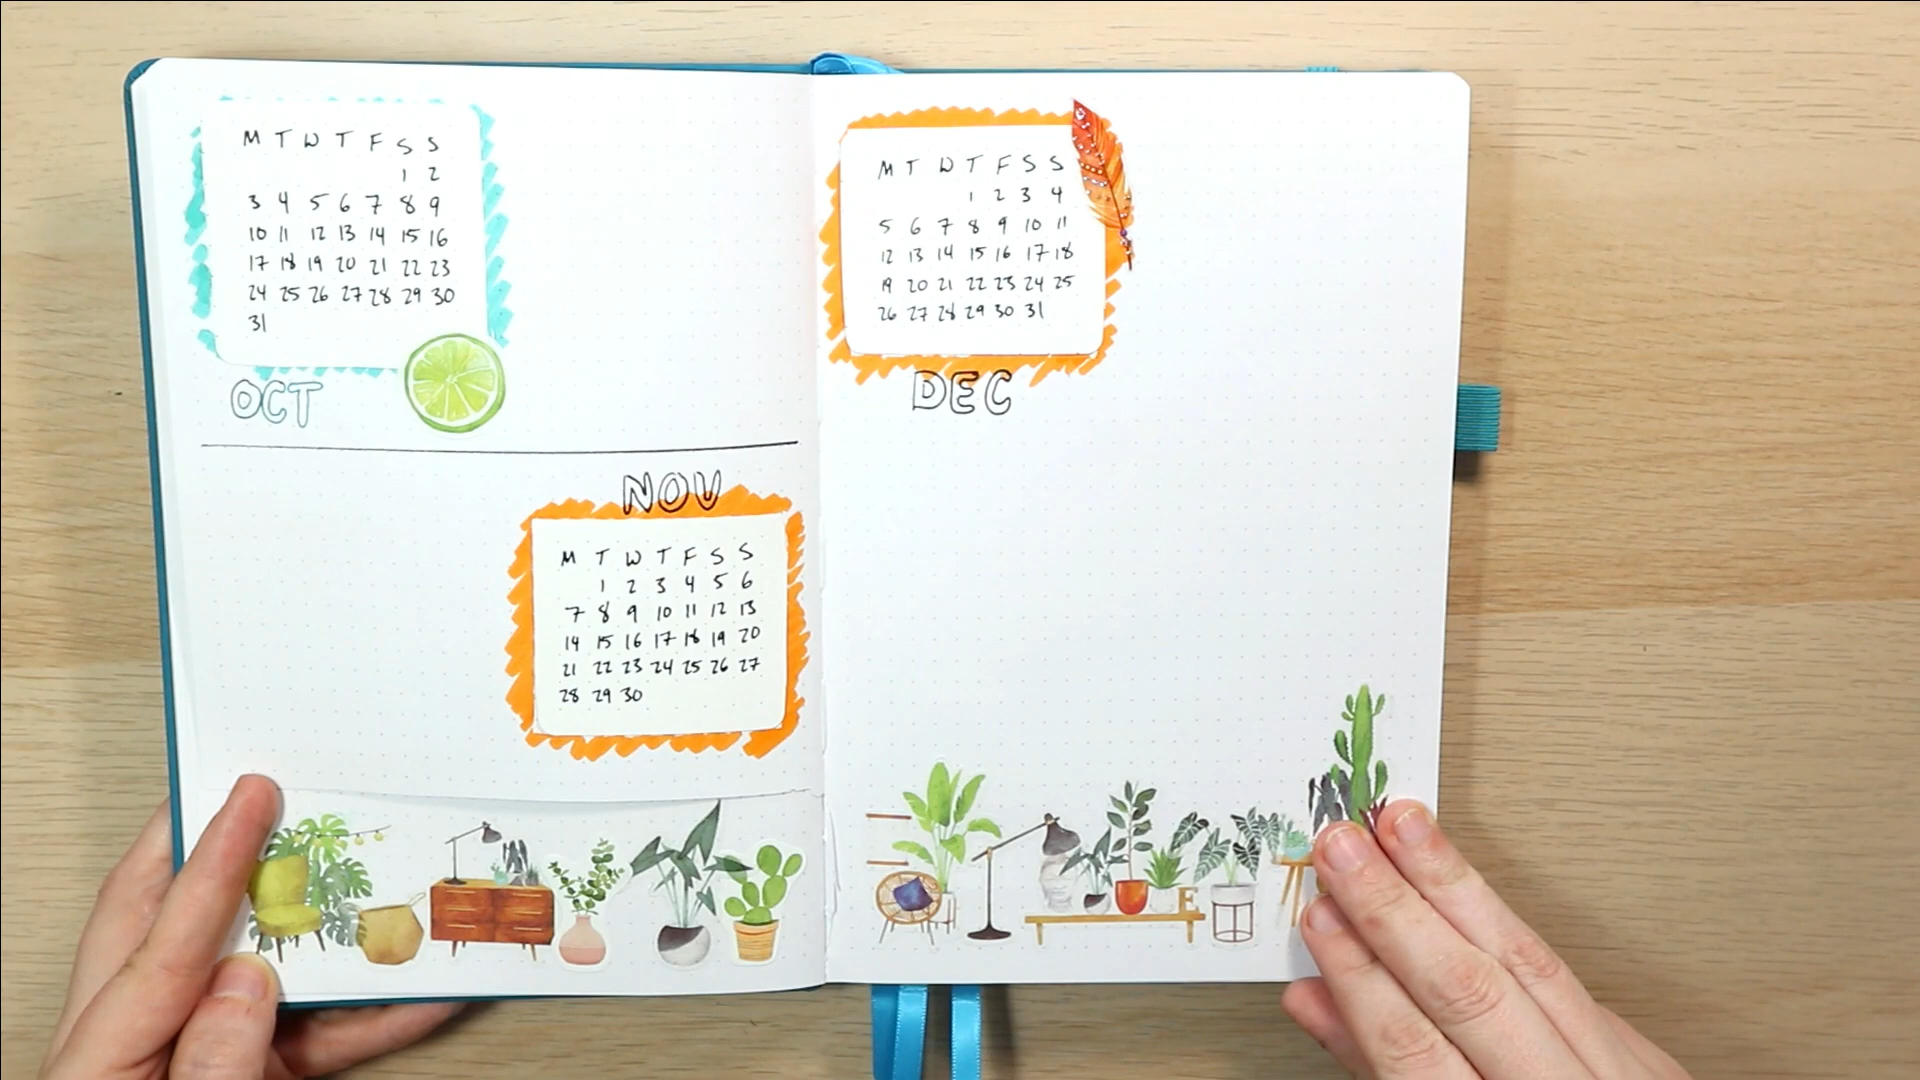 M T W T F S S
1 2
3 4 5 6 7 8 9
10 11 12 13 14 15 16
17 18 19 20 21 22 23
24 25 26 27 28 29 30
31
OCT
NOV
M T W T F S S
1 2 3 4 5 6
7 8 9 10 11 12 13
14 15 16 17 18 19 20
21 22 23 24 25 26 27
28 29 30
M T W T F S S
1 2 3 4
5 6 7 8 9 10 11
12 13 14 15 16 17 18
19 20 21 22 23 24 25
26 27 28 29 30 31
DEC
E